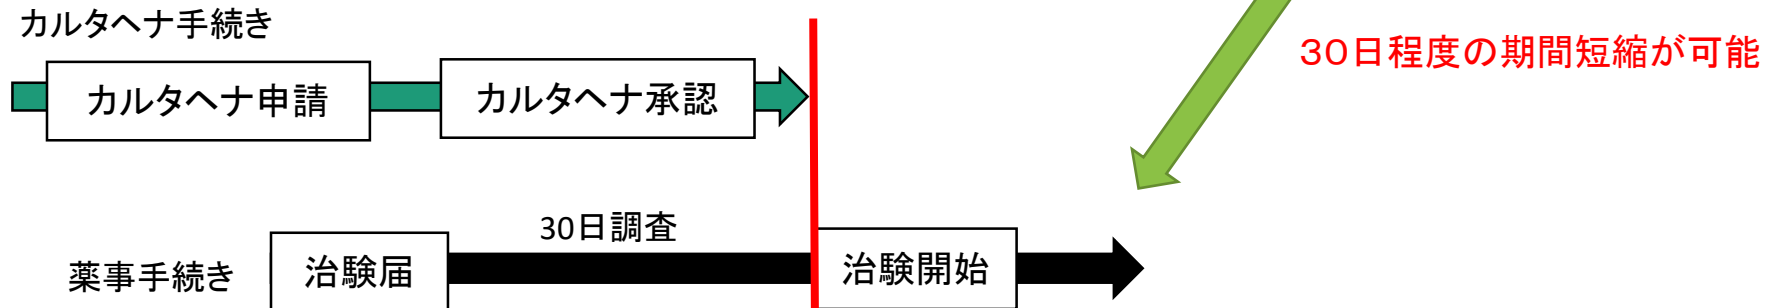 カルタヘナ手続き
30日程度の期間短縮が可能
カルタヘナ申請
カルタヘナ承認
30日調査
薬事手続き
治験届
治験開始